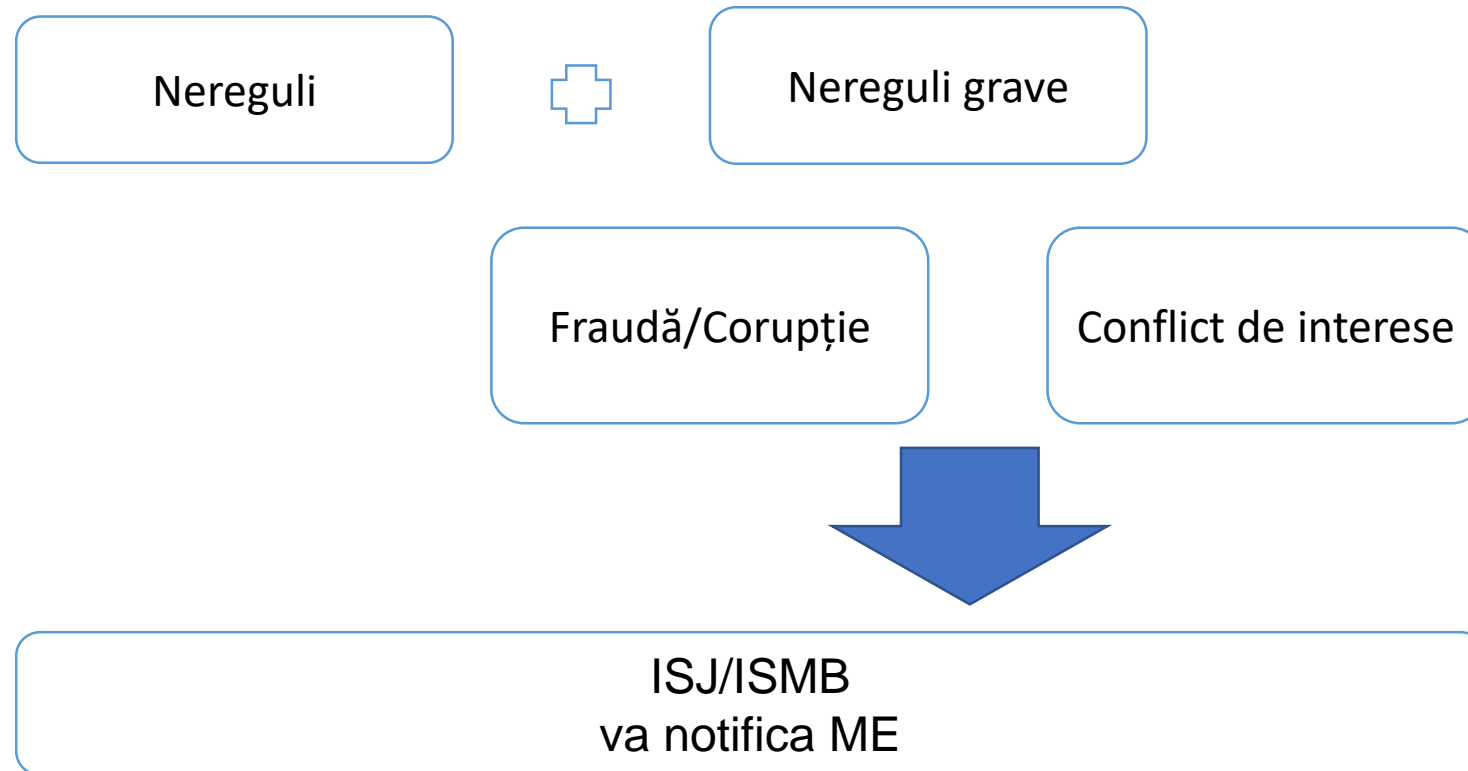 Nereguli
Nereguli grave
Fraudă/Corupție
Conflict de interese
ISJ/ISMB
va notifica ME